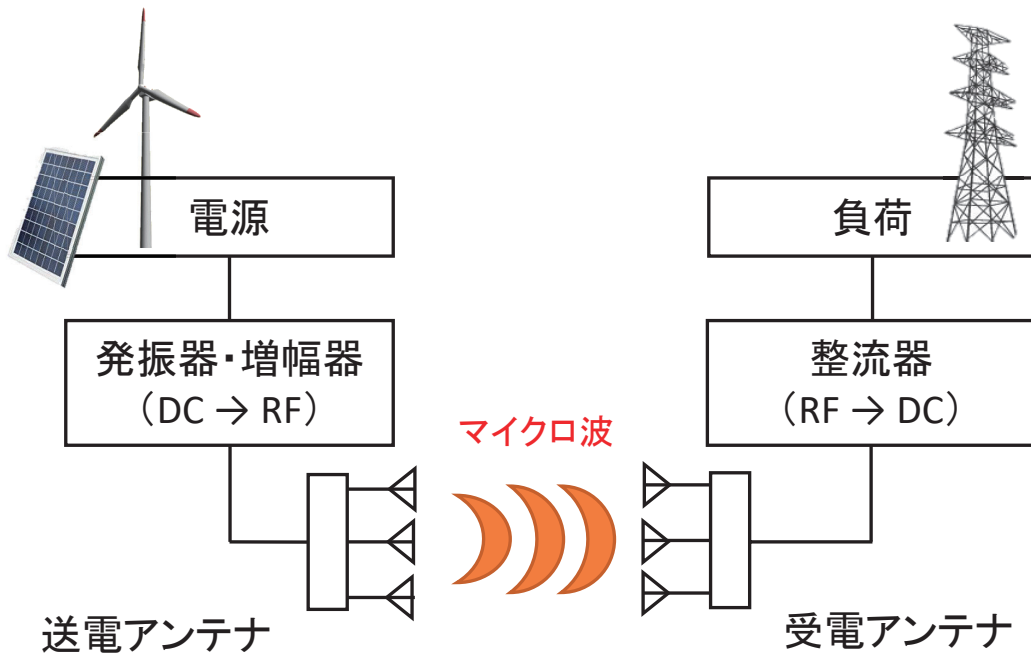 電源
負荷
発振器・増幅器
（DC → RF）
整流器
（RF → DC）
マイクロ波
送電アンテナ
受電アンテナ